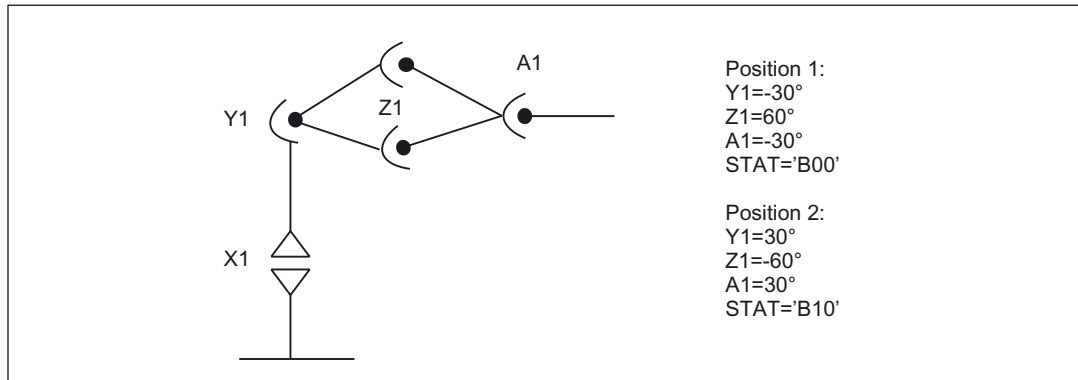 A1
Y1
Z1
X1
Position 1:
Y1=-30°
Z1=60°
A1=-30°
STAT='B00'
Position 2:
Y1=30°
Z1=-60°
A1=30°
STAT='B10'